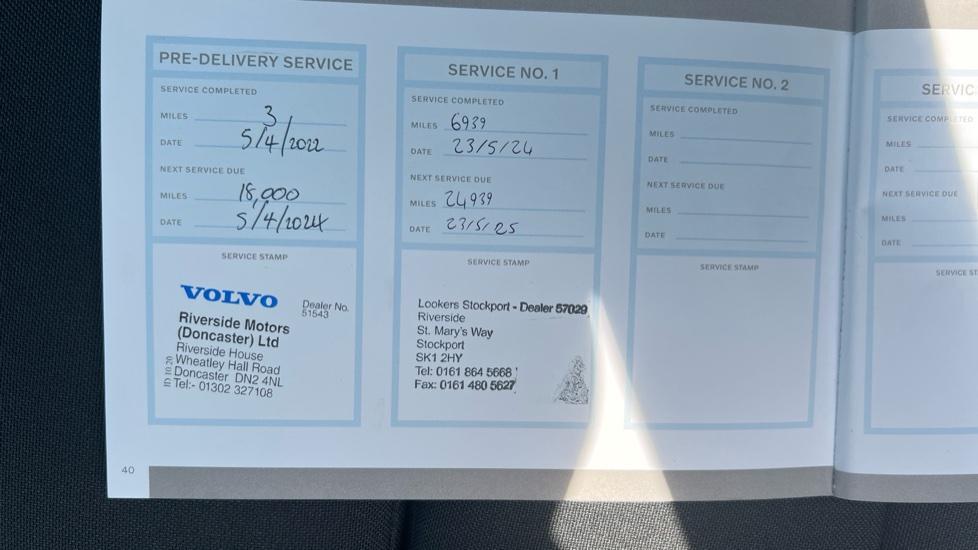 PRE-DELIVERY SERVICE
SERVICE COMPLETED
MILES 3
DATE 5/4/2022
NEXT SERVICE DUE
MILES 18,000
DATE 5/4/2024
SERVICE STAMP
VOLVO
Dealer No.
51543
Riverside Motors
(Doncaster) Ltd
Riverside House
Wheatley Hall Road
Doncaster DN2 4NL
Tel:- 01302 327108
SERVICE NO. 1
SERVICE COMPLETED
MILES 6939
DATE 23/5/24
NEXT SERVICE DUE
MILES 24939
DATE 23/5/25
SERVICE STAMP
Lookers Stockport - Dealer 57029
Riverside
St. Mary's Way
Stockport
SK1 2HY
Tel: 0161 864 5668
Fax: 0161 480 5627
SERVICE NO. 2
SERVICE COMPLETED
MILES
DATE
NEXT SERVICE DUE
MILES
DATE
SERVICE STAMP
SERVIC
SERVICE COMPLETED
MILES
DATE
NEXT SERVICE DUE
MILES
DATE
SERVICE ST
40